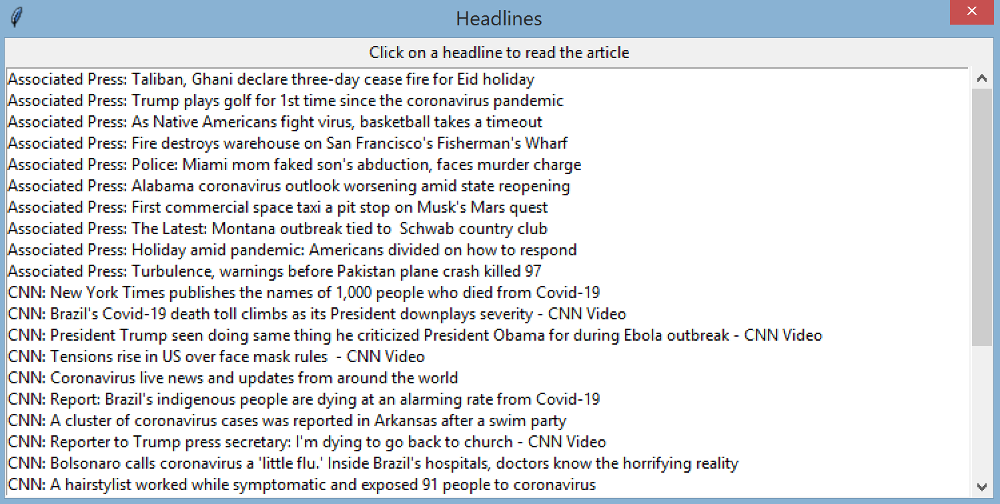 Headlines
Click on a headline to read the article
Associated Press: Taliban, Ghani declare three-day cease fire for Eid holiday
Associated Press: Trump plays golf for 1st time since the coronavirus pandemic
Associated Press: As Native Americans fight virus, basketball takes a timeout
Associated Press: Fire destroys warehouse on San Francisco's Fisherman's Wharf
Associated Press: Police: Miami mom faked son's abduction, faces murder charge
Associated Press: Alabama coronavirus outlook worsening amid state reopening
Associated Press: First commercial space taxi a pit stop on Musk's Mars quest
Associated Press: The Latest: Montana outbreak tied to  Schwab country club
Associated Press: Holiday amid pandemic: Americans divided on how to respond
Associated Press: Turbulence, warnings before Pakistan plane crash killed 97
CNN: New York Times publishes the names of 1,000 people who died from Covid-19
CNN: Brazil's Covid-19 death toll climbs as its President downplays severity - CNN Video
CNN: President Trump seen doing same thing he criticized President Obama for during Ebola outbreak - CNN Video
CNN: Tensions rise in US over face mask rules  - CNN Video
CNN: Coronavirus live news and updates from around the world
CNN: Report: Brazil's indigenous people are dying at an alarming rate from Covid-19
CNN: A cluster of coronavirus cases was reported in Arkansas after a swim party
CNN: Reporter to Trump press secretary: I'm dying to go back to church - CNN Video
CNN: Bolsonaro calls coronavirus a 'little flu.' Inside Brazil's hospitals, doctors know the horrifying reality
CNN: A hairstylist worked while symptomatic and exposed 91 people to coronavirus